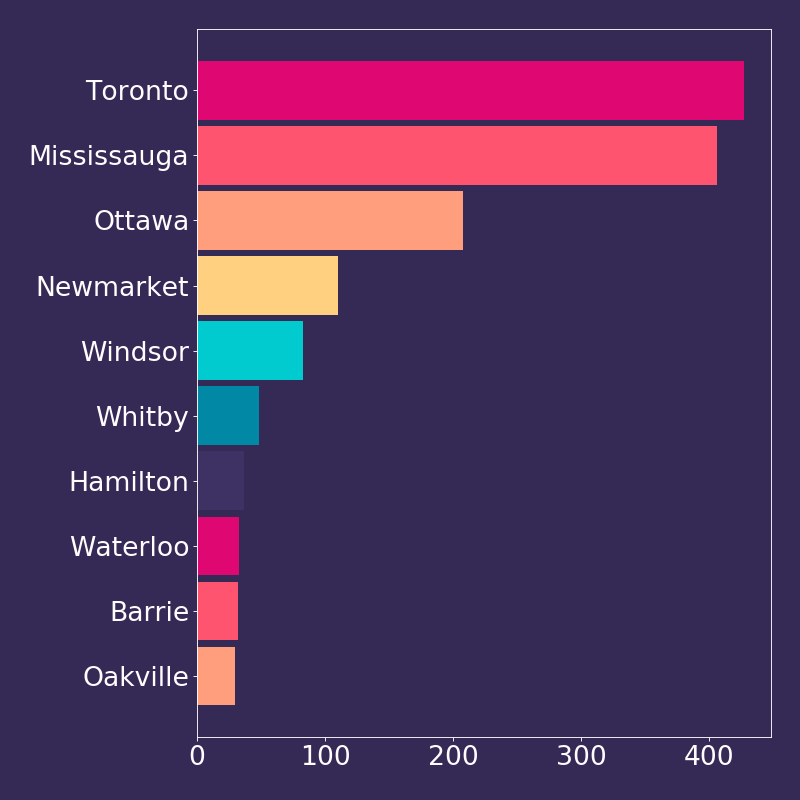 Toronto
Mississauga
Ottawa
Newmarket
Windsor
Whitby
Hamilton
Waterloo
Barrie
Oakville
0 100 200 300 400